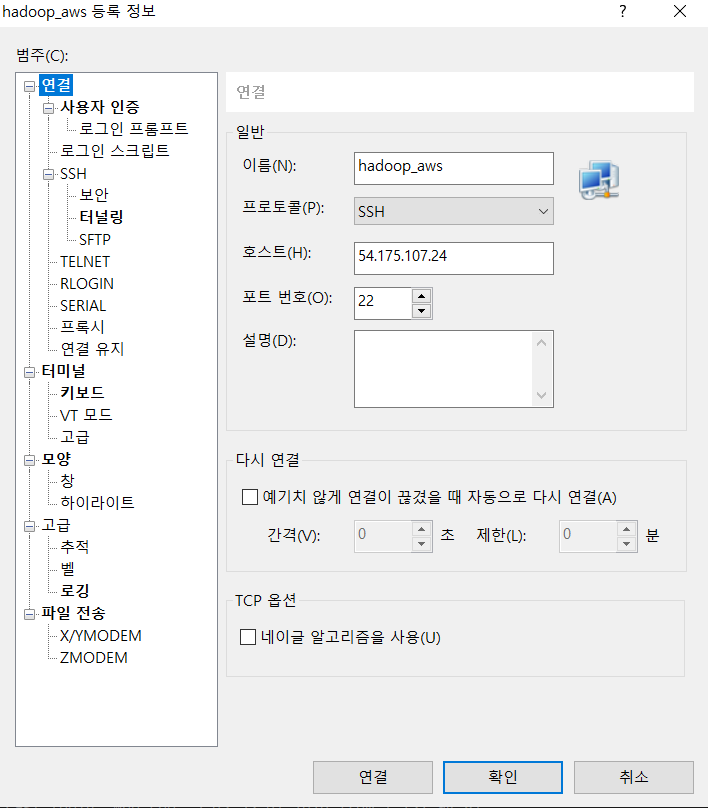 hadoop_aws 등록 정보
범주(C):
연결
사용자 인증
로그인 프롬프트
로그인 스크립트
SSH
보안
터널링
SFTP
TELNET
RLOGIN
SERIAL
프록시
연결 유지
터미널
키보드
VT 모드
고급
모양
창
하이라이트
고급
추적
벨
로깅
파일 전송
X/YMODEM
ZMODEM
연결
일반
이름(N): hadoop_aws
프로토콜(P): SSH
호스트(H): 54.175.107.24
포트 번호(O): 22
설명(D):
다시 연결
예기치 않게 연결이 끊겼을 때 자동으로 다시 연결(A)
간격(V): 0 초 제한(L): 0 분
TCP 옵션
네이글 알고리즘을 사용(U)
연결 확인 취소